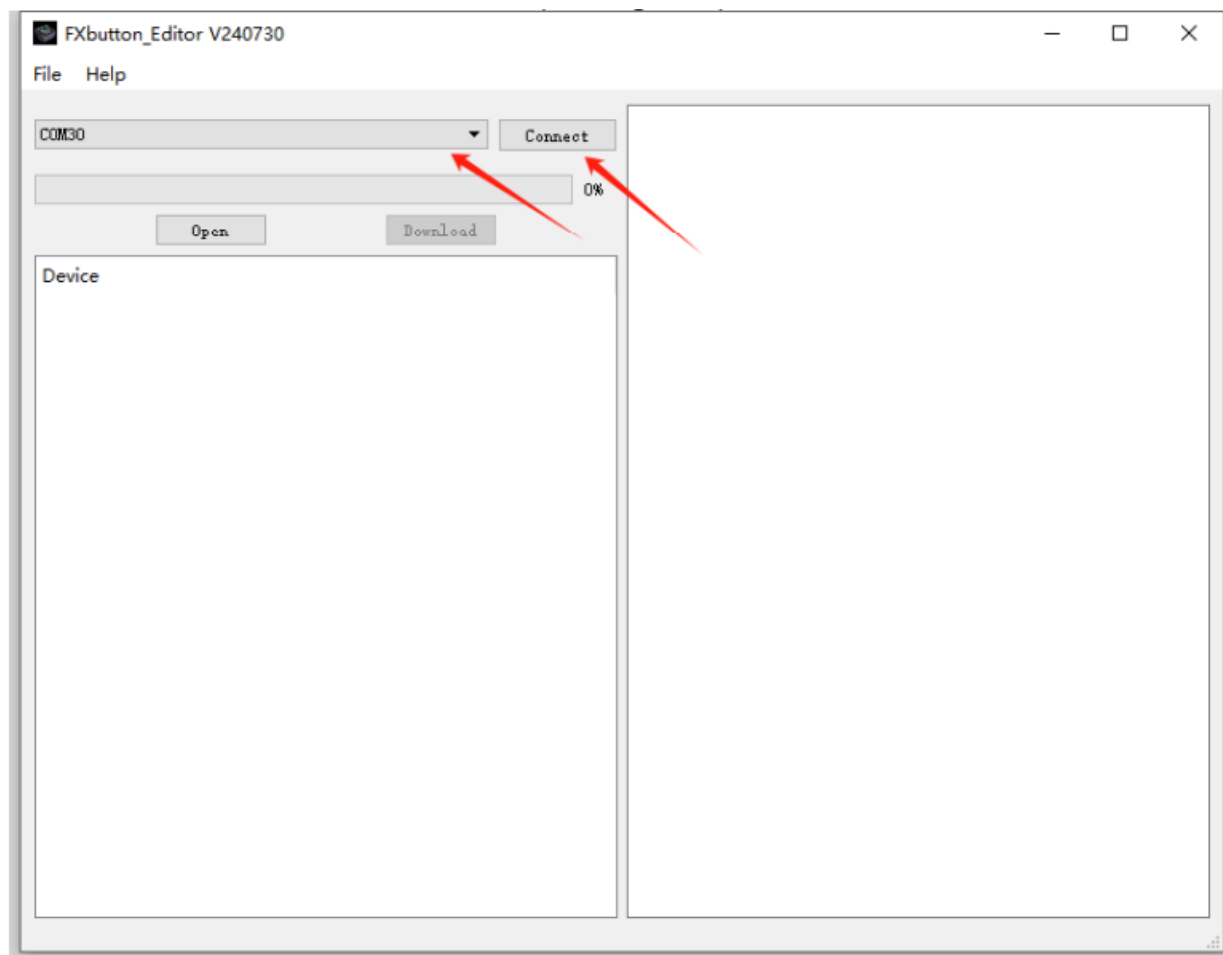 FXbutton_Editor V240730
File Help
COM30
Connect
0%
Open
Download
Device